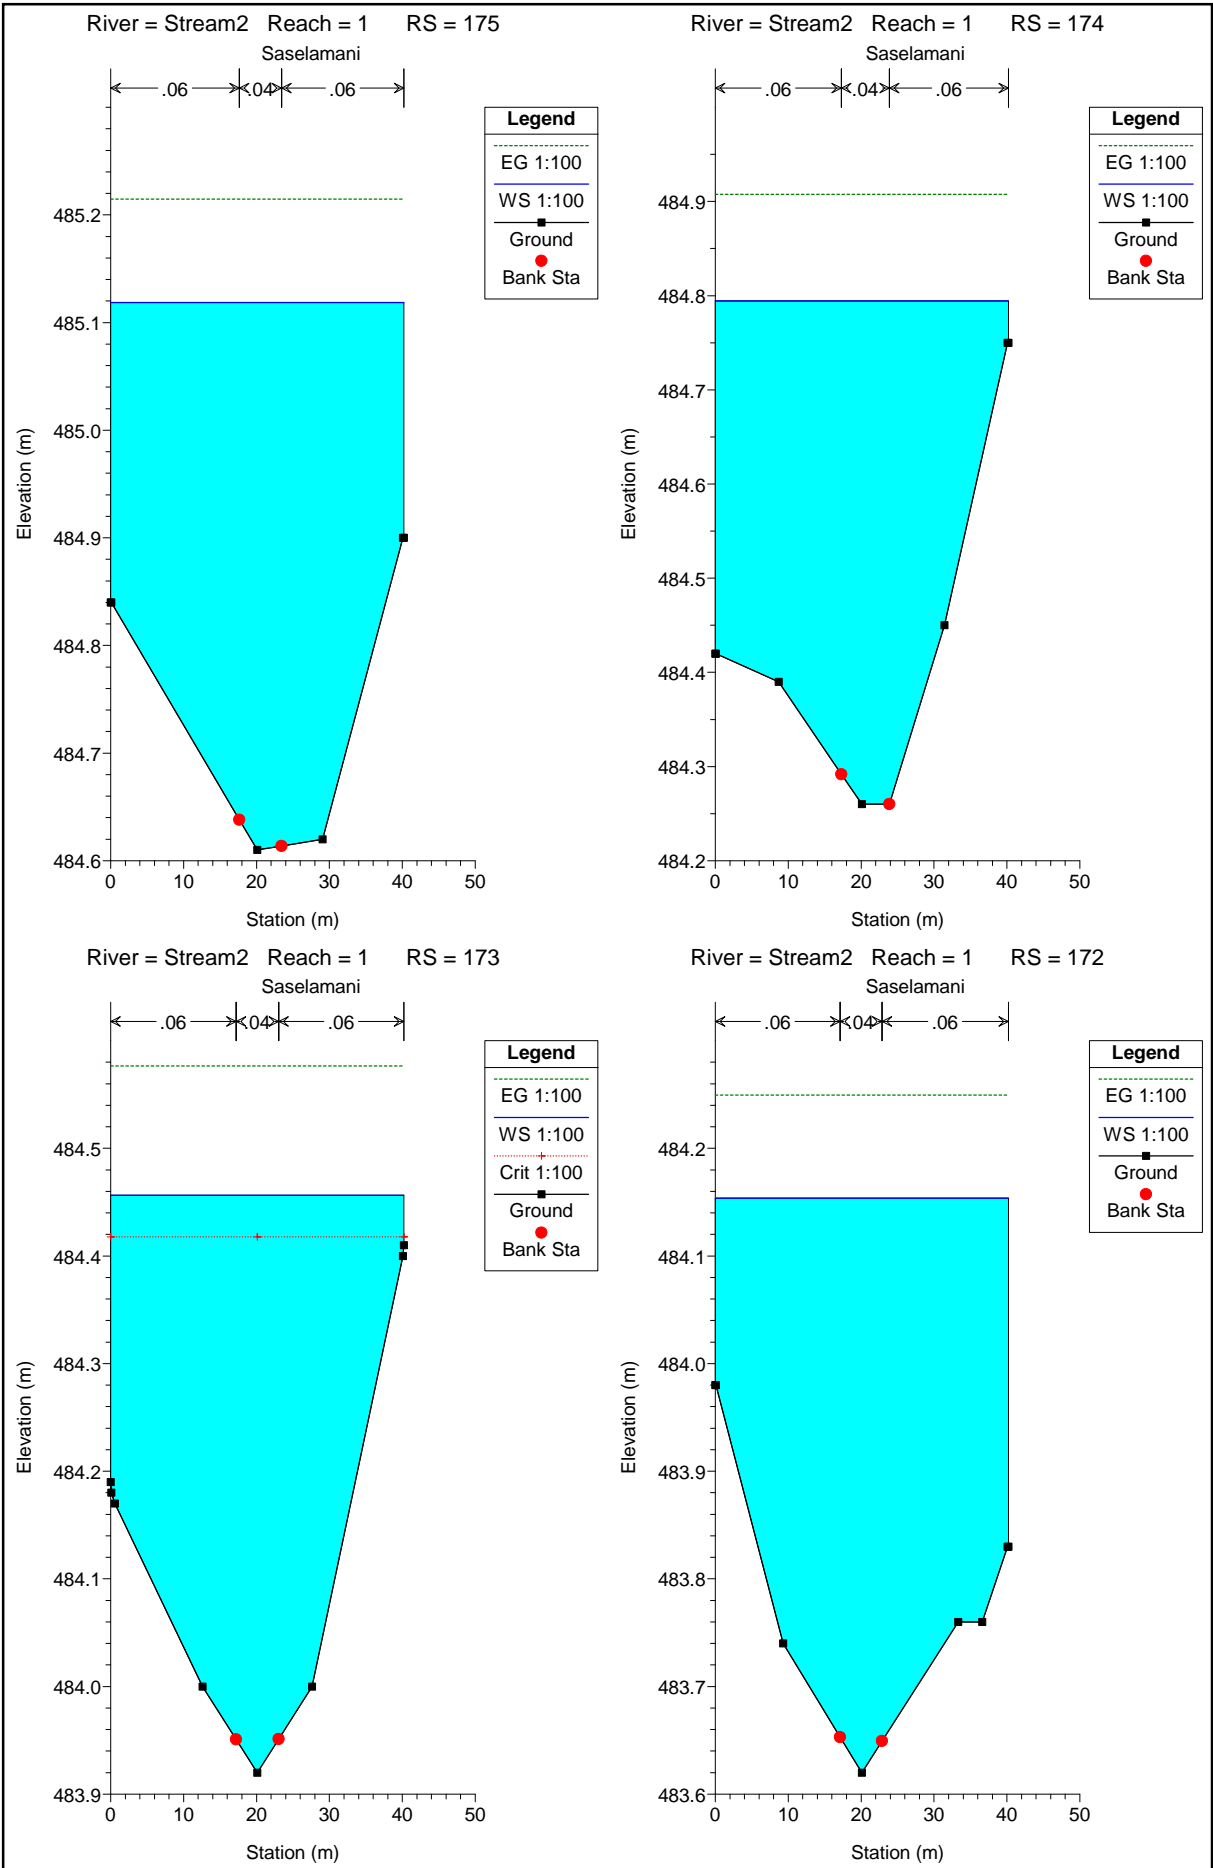 River = Stream2 Reach = 1 RS = 175
Saselamani
.06 .04 .06
Legend
EG 1:100
WS 1:100
Ground
Bank Sta
485.2
485.1
485.0
484.9
484.8
484.7
484.6
Elevation (m)
0 10 20 30 40 50
Station (m)
River = Stream2 Reach = 1 RS = 174
Saselamani
.06 .04 .06
Legend
EG 1:100
WS 1:100
Ground
Bank Sta
484.9
484.8
484.7
484.6
484.5
484.4
484.3
484.2
Elevation (m)
0 10 20 30 40 50
Station (m)
River = Stream2 Reach = 1 RS = 173
Saselamani
.06 .04 .06
Legend
EG 1:100
WS 1:100
Crit 1:100
Ground
Bank Sta
484.5
484.4
484.3
484.2
484.1
484.0
483.9
Elevation (m)
0 10 20 30 40 50
Station (m)
River = Stream2 Reach = 1 RS = 172
Saselamani
.06 .04 .06
Legend
EG 1:100
WS 1:100
Ground
Bank Sta
484.2
484.1
484.0
483.9
483.8
483.7
483.6
Elevation (m)
0 10 20 30 40 50
Station (m)